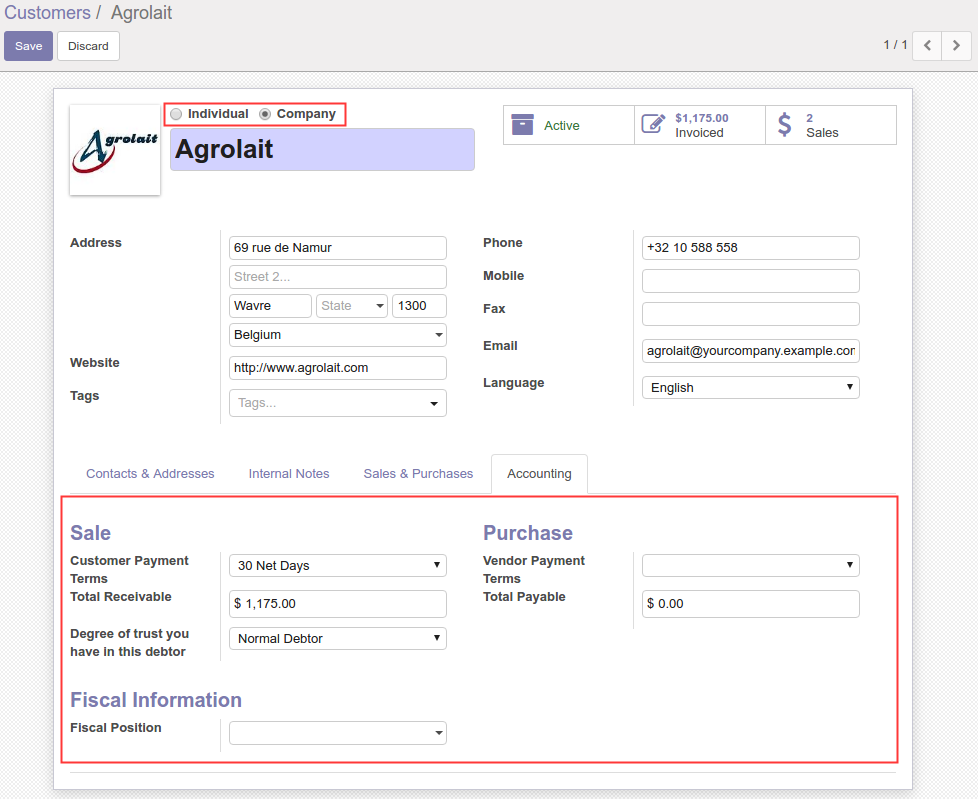 Customers / Agrolait
Save Discard 1 / 1
Individual Company
Agrolait
Agrolait
Active
$1,175.00
Invoiced
2
Sales
Address
69 rue de Namur
Street 2...
Wavre State 1300
Belgium
Website http://www.agrolait.com
Tags Tags...
Phone +32 10 588 558
Mobile
Fax
Email agrolait@yourcompany.example.com
Language English
Contacts & Addresses Internal Notes Sales & Purchases Accounting
Sale
Customer Payment
Terms
30 Net Days
Total Receivable
$ 1,175.00
Degree of trust you
have in this debtor
Normal Debtor
Purchase
Vendor Payment
Terms
Total Payable
$ 0.00
Fiscal Information
Fiscal Position